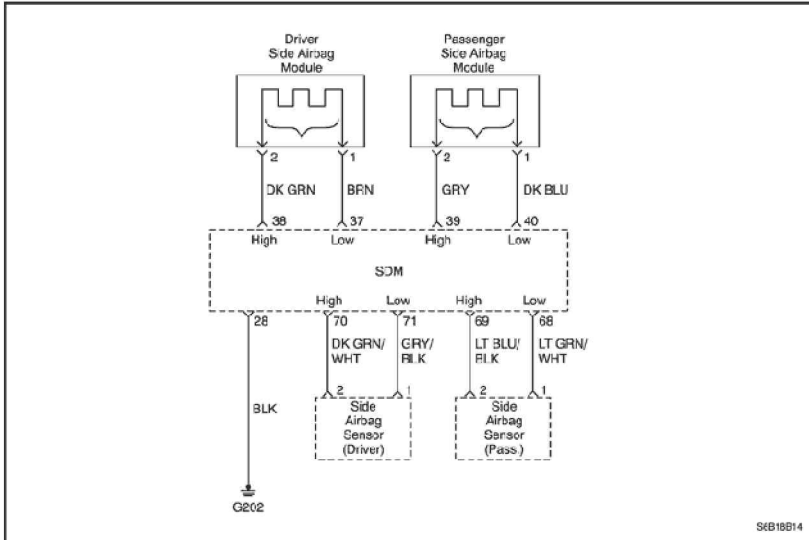 Driver
Side Airbag
Module
Passenger
Side Airbag
Module
2
1
2
1
DK GRN
BRN
GRY
DK BLU
38
37
39
40
High
Low
High
Low
SDM
High
Low
High
Low
28
70
71
69
68
DK GRN/
WHT
GRY/
BLK
LT BLU/
BLK
LT GRN/
WHT
BLK
2
1
2
1
Side
Airbag
Sensor
(Driver)
Side
Airbag
Sensor
(Pass.)
G202
S6B18B14